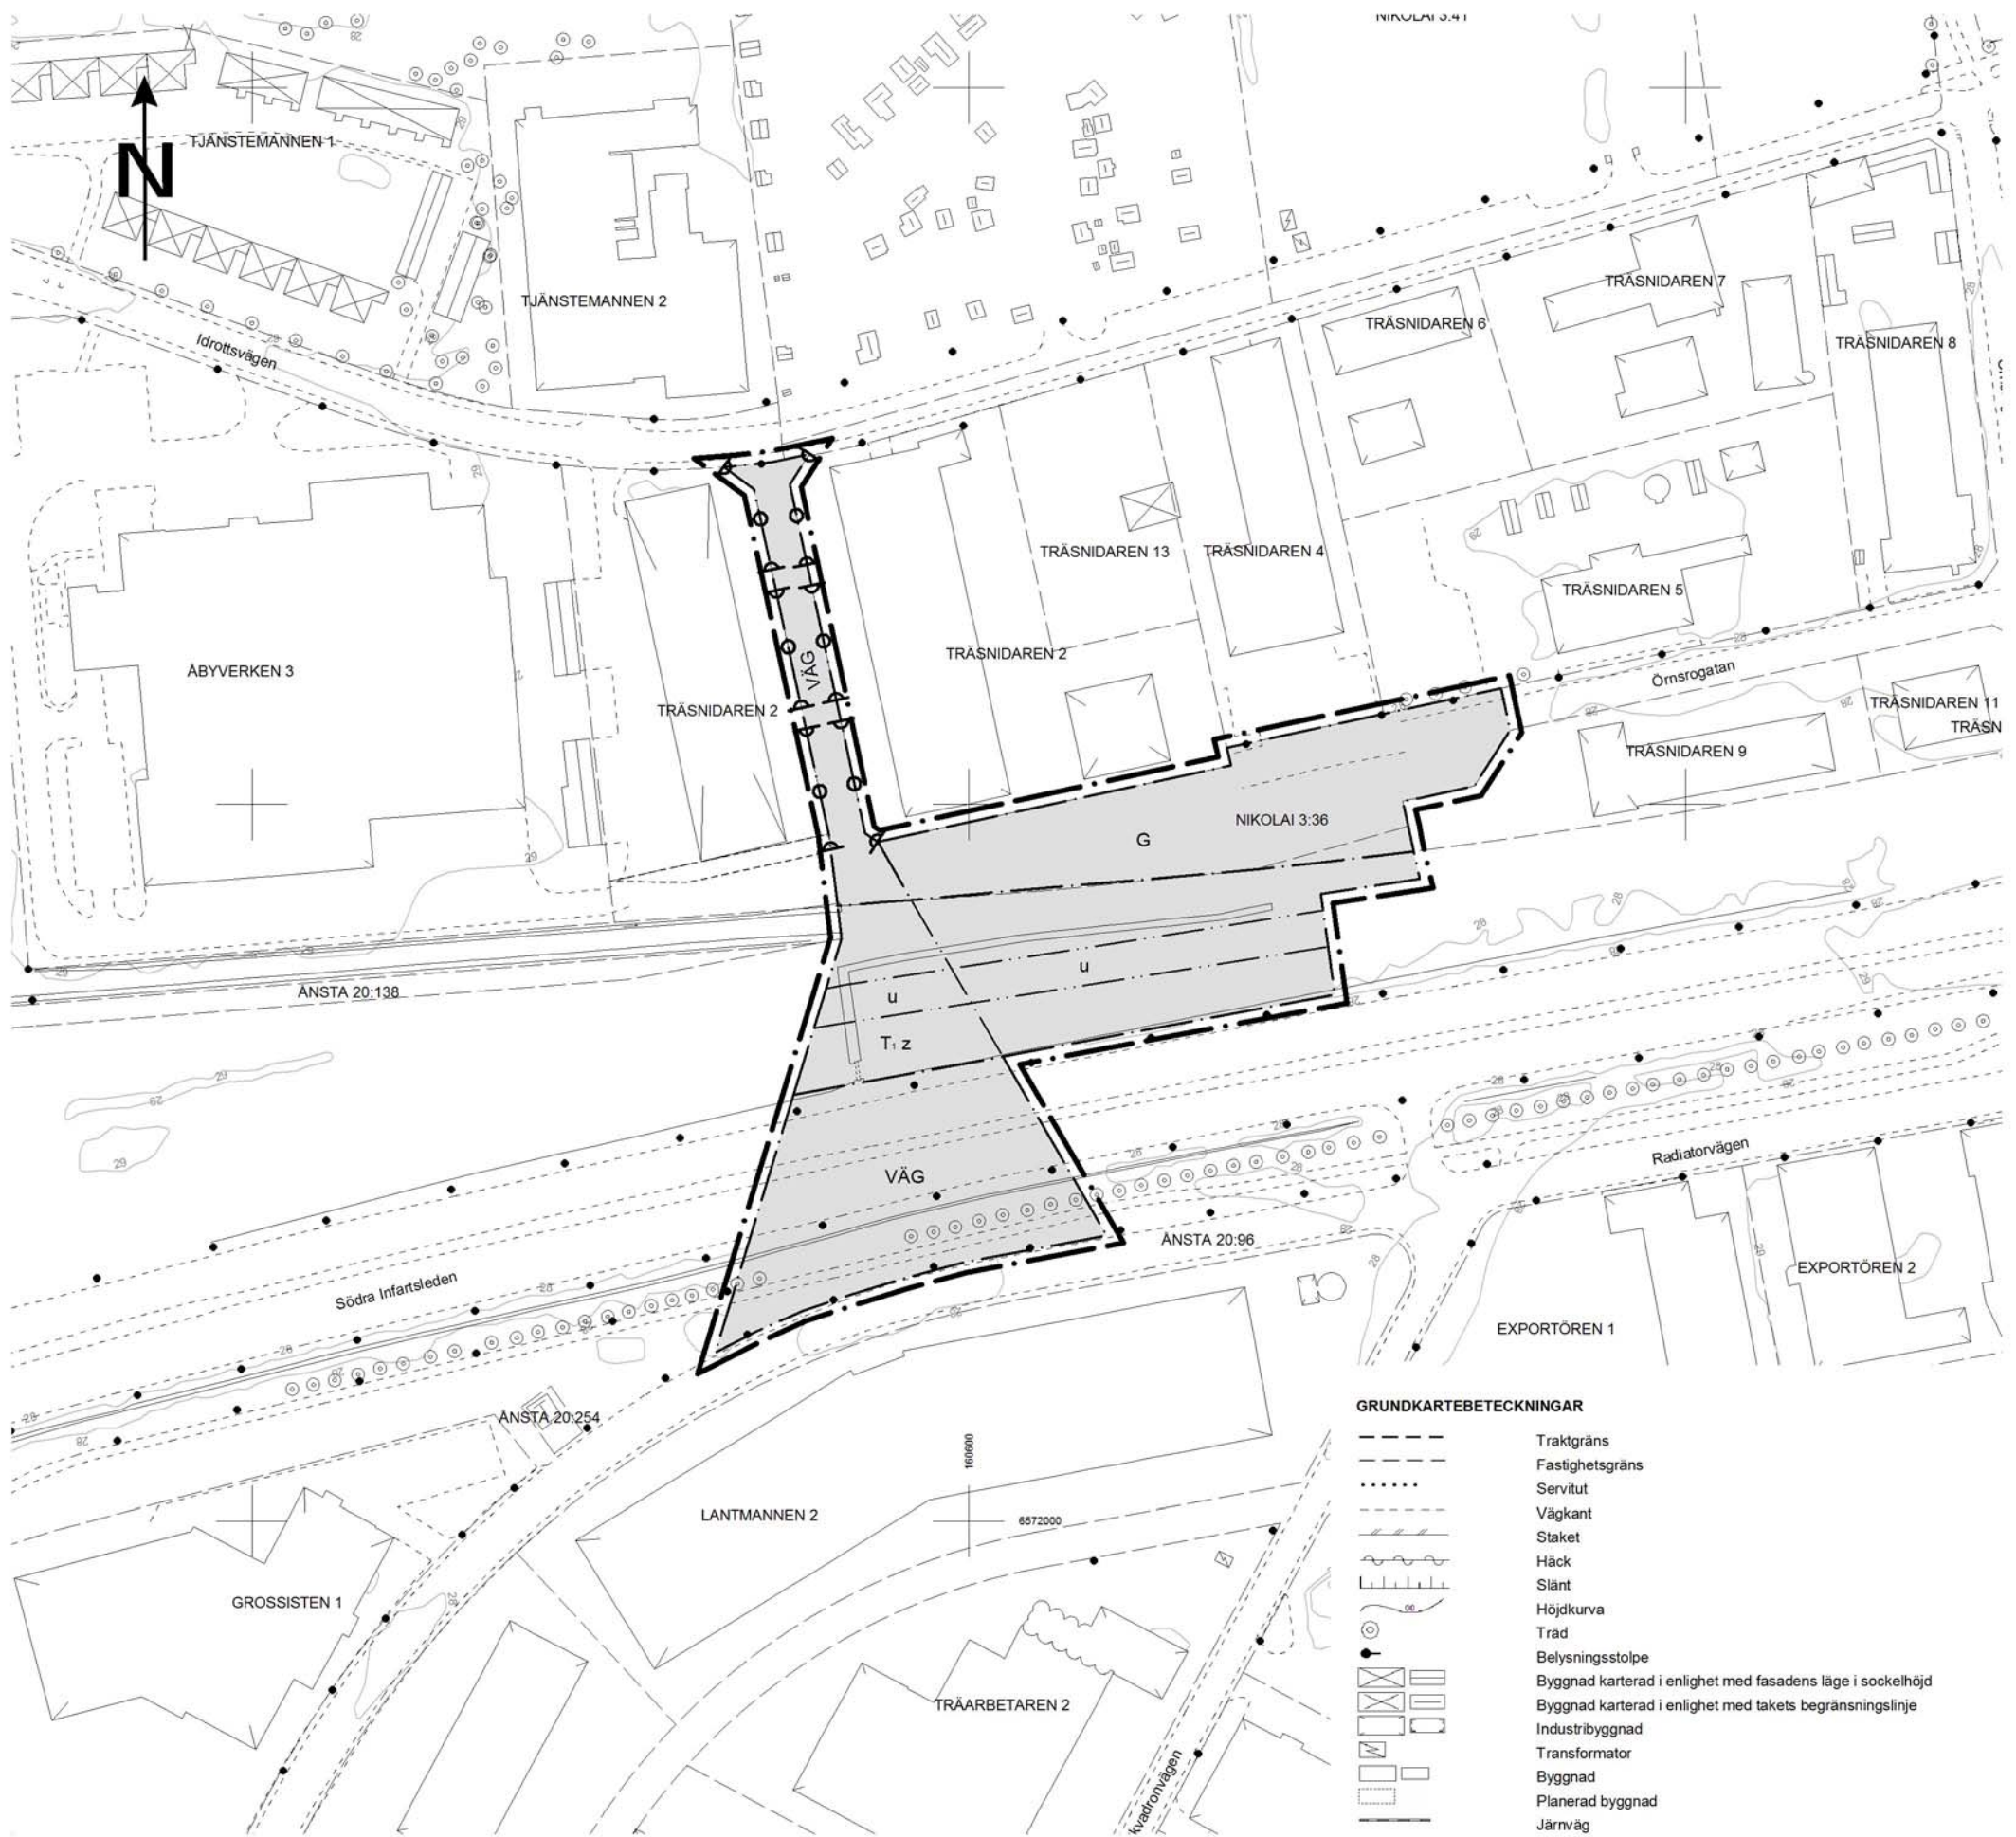 NIKOLAI 3:41
TJÄNSTEMANNEN 1
N
TJÄNSTEMANNEN 2
TRÄSNIDAREN 7
TRÄSNIDAREN 6
TRÄSNIDAREN 8
Idrottsvägen
TRÄSNIDAREN 13
TRÄSNIDAREN 4
TRÄSNIDAREN 5
ÅBYVERKEN 3
VÄG
TRÄSNIDAREN 2
Örnsrogatan
TRÄSNIDAREN 2
TRÄSNIDAREN 11
TRÄSN
TRÄSNIDAREN 9
NIKOLAI 3:36
G
ÄNSTA 20:138
u
u
T1 z
Radiatorvägen
VÄG
ÄNSTA 20:96
EXPORTÖREN 2
Södra Infartsleden
EXPORTÖREN 1
ÄNSTA 20:254
160600
LANTMANNEN 2
6572000
GROSSISTEN 1
TRÄARBETAREN 2
kvadronvägen
GRUNDKARTEBETECKNINGAR
Traktgräns
Fastighetsgräns
Servitut
Vägkant
Staket
Häck
Slänt
Höjdkurva
Träd
Belysningsstolpe
Byggnad karterad i enlighet med fasadens läge i sockelhöjd
Byggnad karterad i enlighet med takets begränsningslinje
Industribyggnad
Transformator
Byggnad
Planerad byggnad
Järnväg